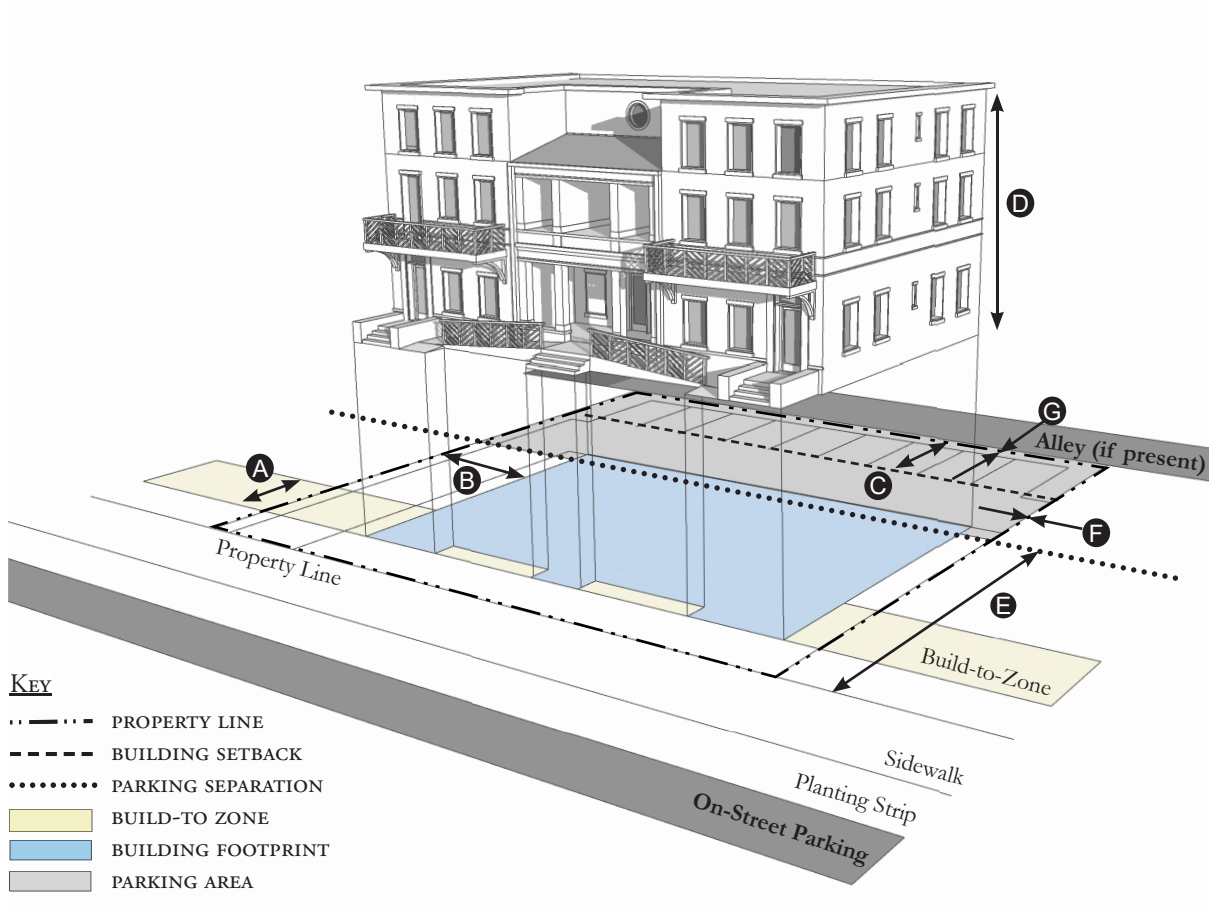 D
G
Alley (if present)
A
B
C
F
Property Line
E
Build-to-Zone
KEY
PROPERTY LINE
BUILDING SETBACK
PARKING SEPARATION
BUILD-TO ZONE
BUILDING FOOTPRINT
PARKING AREA
Sidewalk
Planting Strip
On-Street Parking